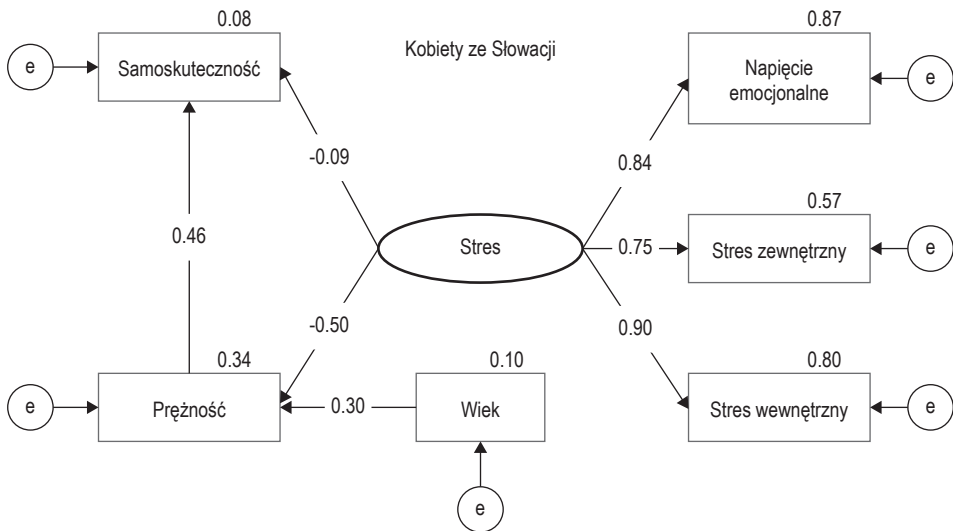 0.08
0.87
Kobiety ze Słowacji
e
Samoskuteczność
Napięcie
emocjonalne
e
-0.09
0.84
0.57
0.46
Stres
0.75
Stres zewnętrzny
e
-0.50
0.90
0.34
0.10
0.80
e
Prężność
0.30
Wiek
Stres wewnętrzny
e
e